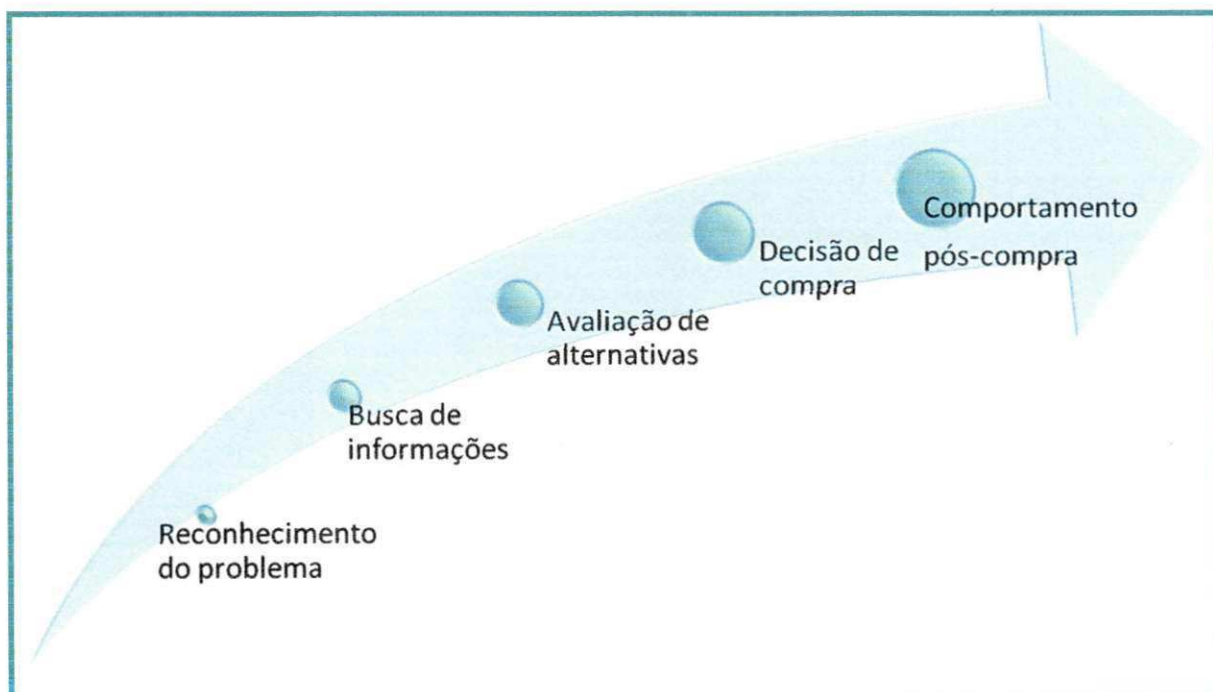 Reconhecimento
do problema
Busca de
informações
Avaliação de
alternativas
Decisão de
compra
Comportamento
pós-compra